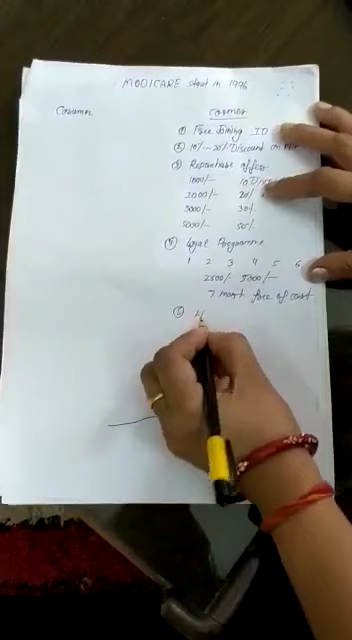 MODICARE start in 1996
Consumer
① Free Joining ID
② 10%-20% Discount on
③ Repurchase offer
1000/- 10%
2000/- 20%
3000/- 30%
5000/- 50%
④ Loyal Programme
1 2 3 4 5 6
2500/- 5000/-
7 month free of cost
⑤